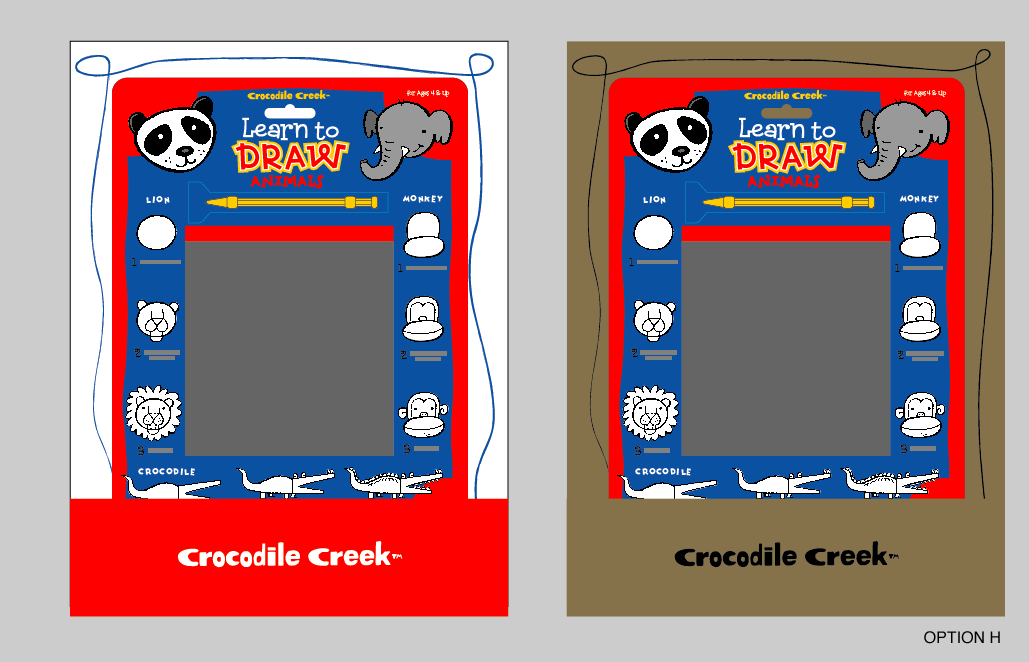 Crocodile Creek™
for Ages 4 & Up
Learn to
DRAW
ANIMALS
LION
MONKEY
1
1
2
2
3
3
CROCODILE
Crocodile Creek™
Crocodile Creek™
for Ages 4 & Up
Learn to
DRAW
ANIMALS
LION
MONKEY
1
1
2
2
3
3
CROCODILE
Crocodile Creek™
OPTION H